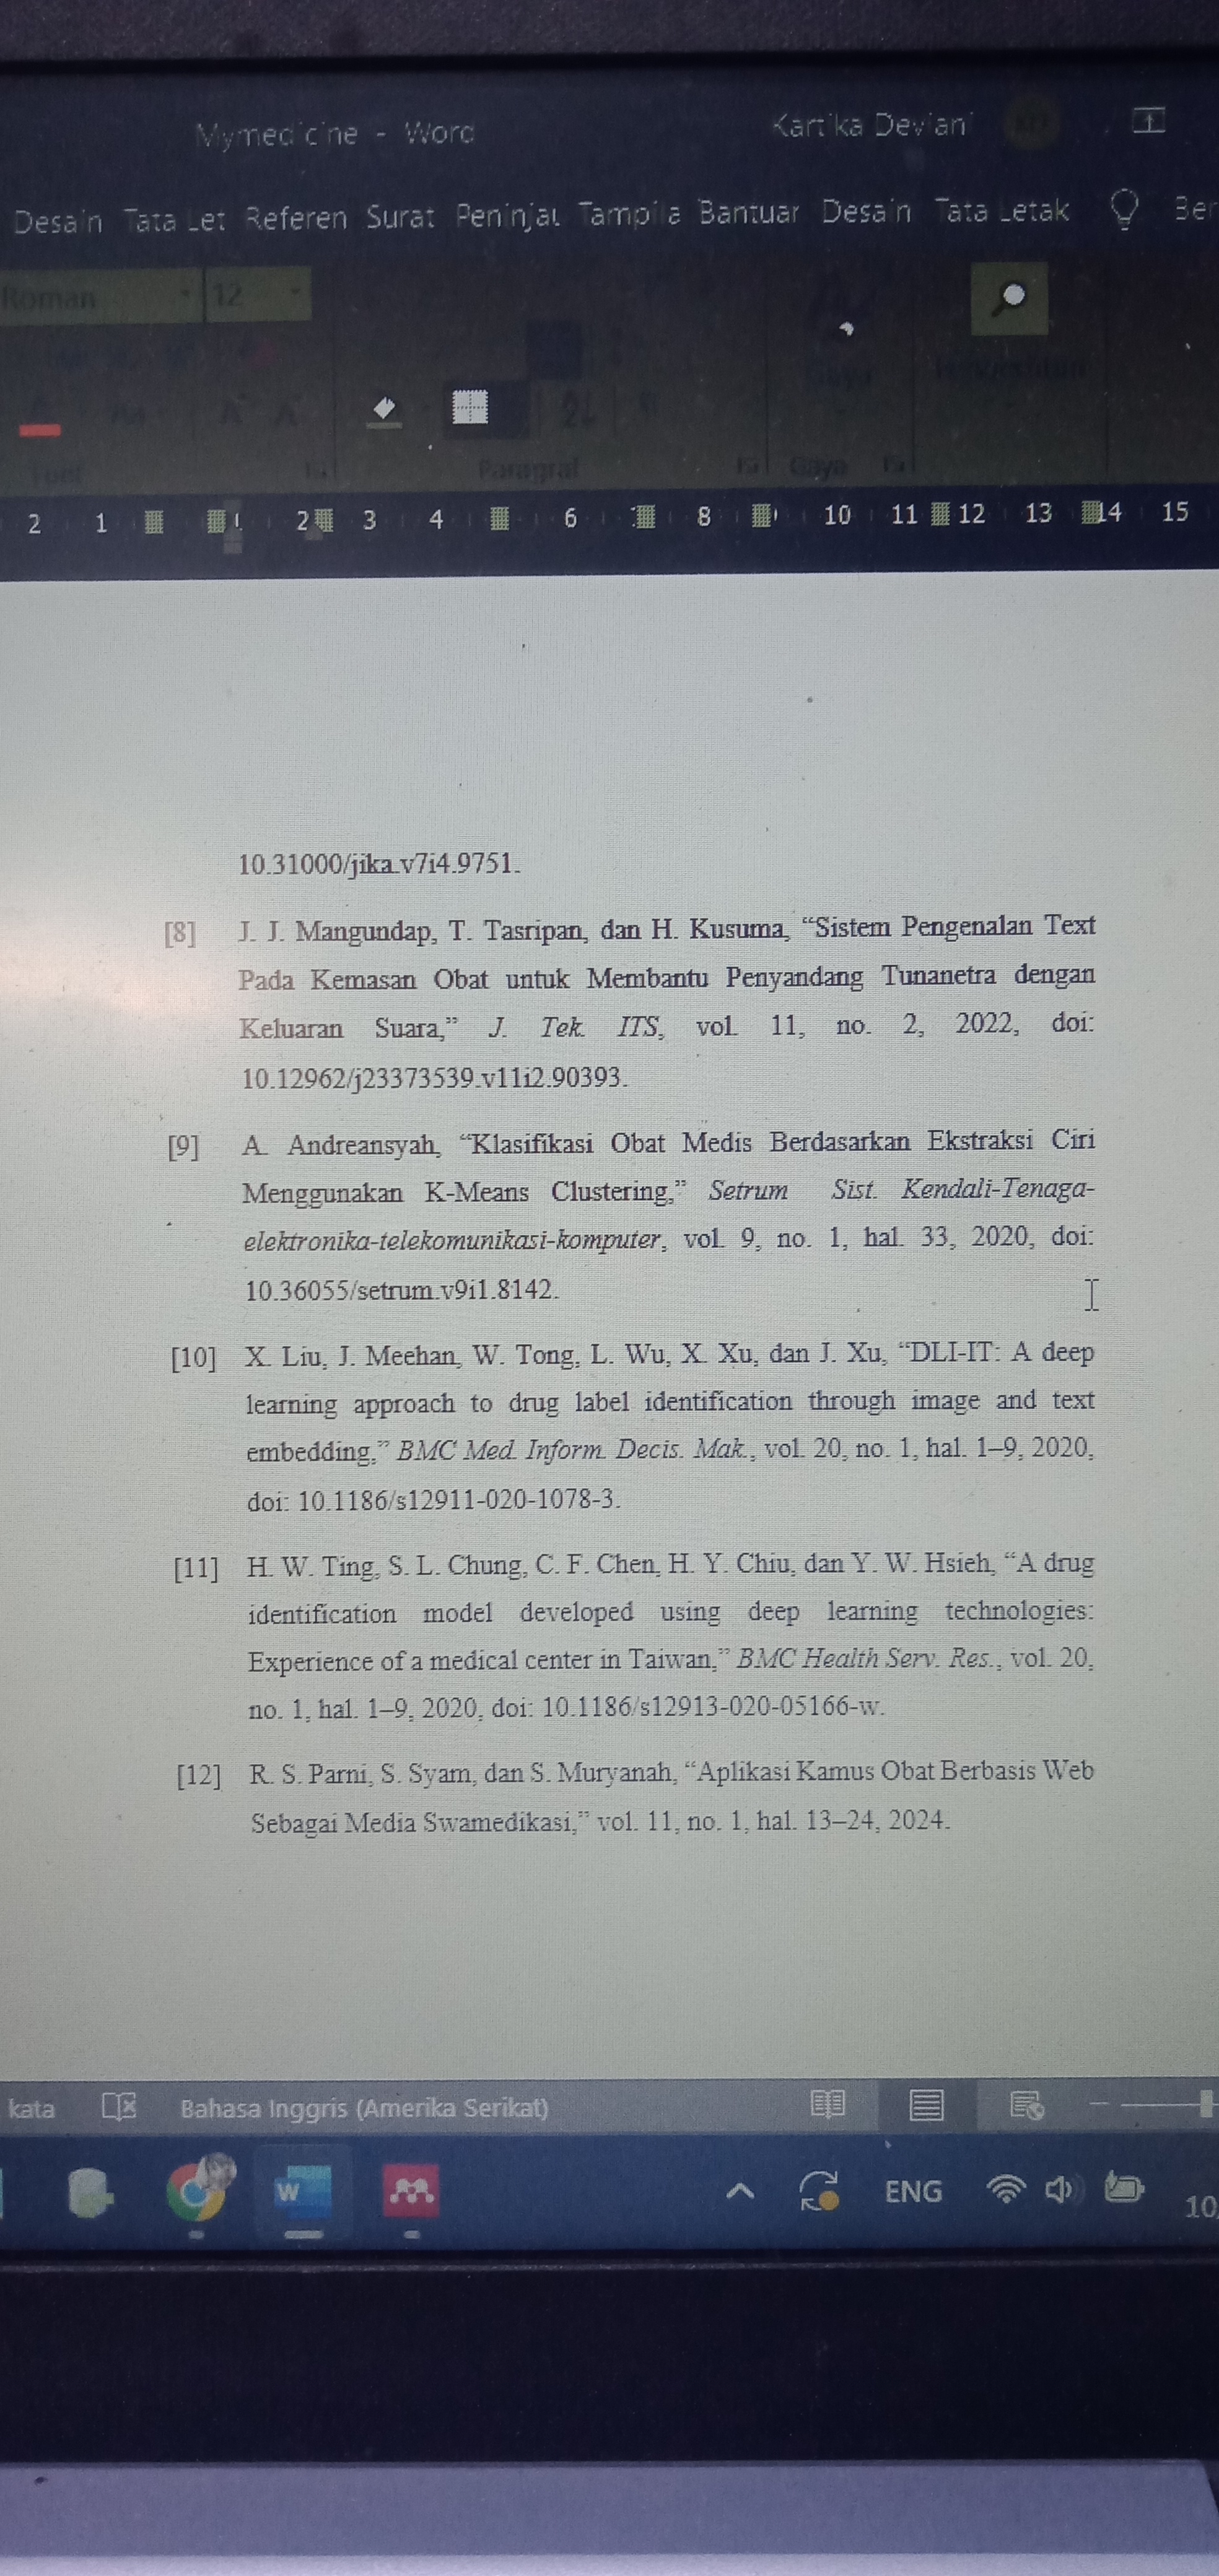 Mymedicine - Word Kartika Deviani
Desain Tata Let Referen Surat Peninjau Tampila Bantuan Desain Tata Letak Ber
Roman 12
Paragraf Gaya
2 1 1 2 3 4 6 8 10 11 12 13 14 15
10.31000/jika.v7i4.9751.
[8] J. J. Mangundap, T. Tasripan, dan H. Kusuma, “Sistem Pengenalan Text
Pada Kemasan Obat untuk Membantu Penyandang Tunanetra dengan
Keluaran Suara,” J. Tek. ITS, vol. 11, no. 2, 2022, doi:
10.12962/j23373539.v11i2.90393.
[9] A. Andreansyah, “Klasifikasi Obat Medis Berdasarkan Ekstraksi Ciri
Menggunakan K-Means Clustering,” Setrum Sist. Kendali-Tenaga-
elektronika-telekomunikasi-komputer, vol. 9, no. 1, hal. 33, 2020, doi:
10.36055/setrum.v9i1.8142.
[10] X. Liu, J. Meehan, W. Tong, L. Wu, X. Xu, dan J. Xu, “DLI-IT: A deep
learning approach to drug label identification through image and text
embedding,” BMC Med. Inform. Decis. Mak., vol. 20, no. 1, hal. 1–9, 2020,
doi: 10.1186/s12911-020-1078-3.
[11] H. W. Ting, S. L. Chung, C. F. Chen, H. Y. Chiu, dan Y. W. Hsieh, “A drug
identification model developed using deep learning technologies:
Experience of a medical center in Taiwan,” BMC Health Serv. Res., vol. 20,
no. 1, hal. 1–9, 2020, doi: 10.1186/s12913-020-05166-w.
[12] R. S. Parni, S. Syam, dan S. Muryanah, “Aplikasi Kamus Obat Berbasis Web
Sebagai Media Swamedikasi,” vol. 11, no. 1, hal. 13–24, 2024.
kata Bahasa Inggris (Amerika Serikat)
W ENG 10